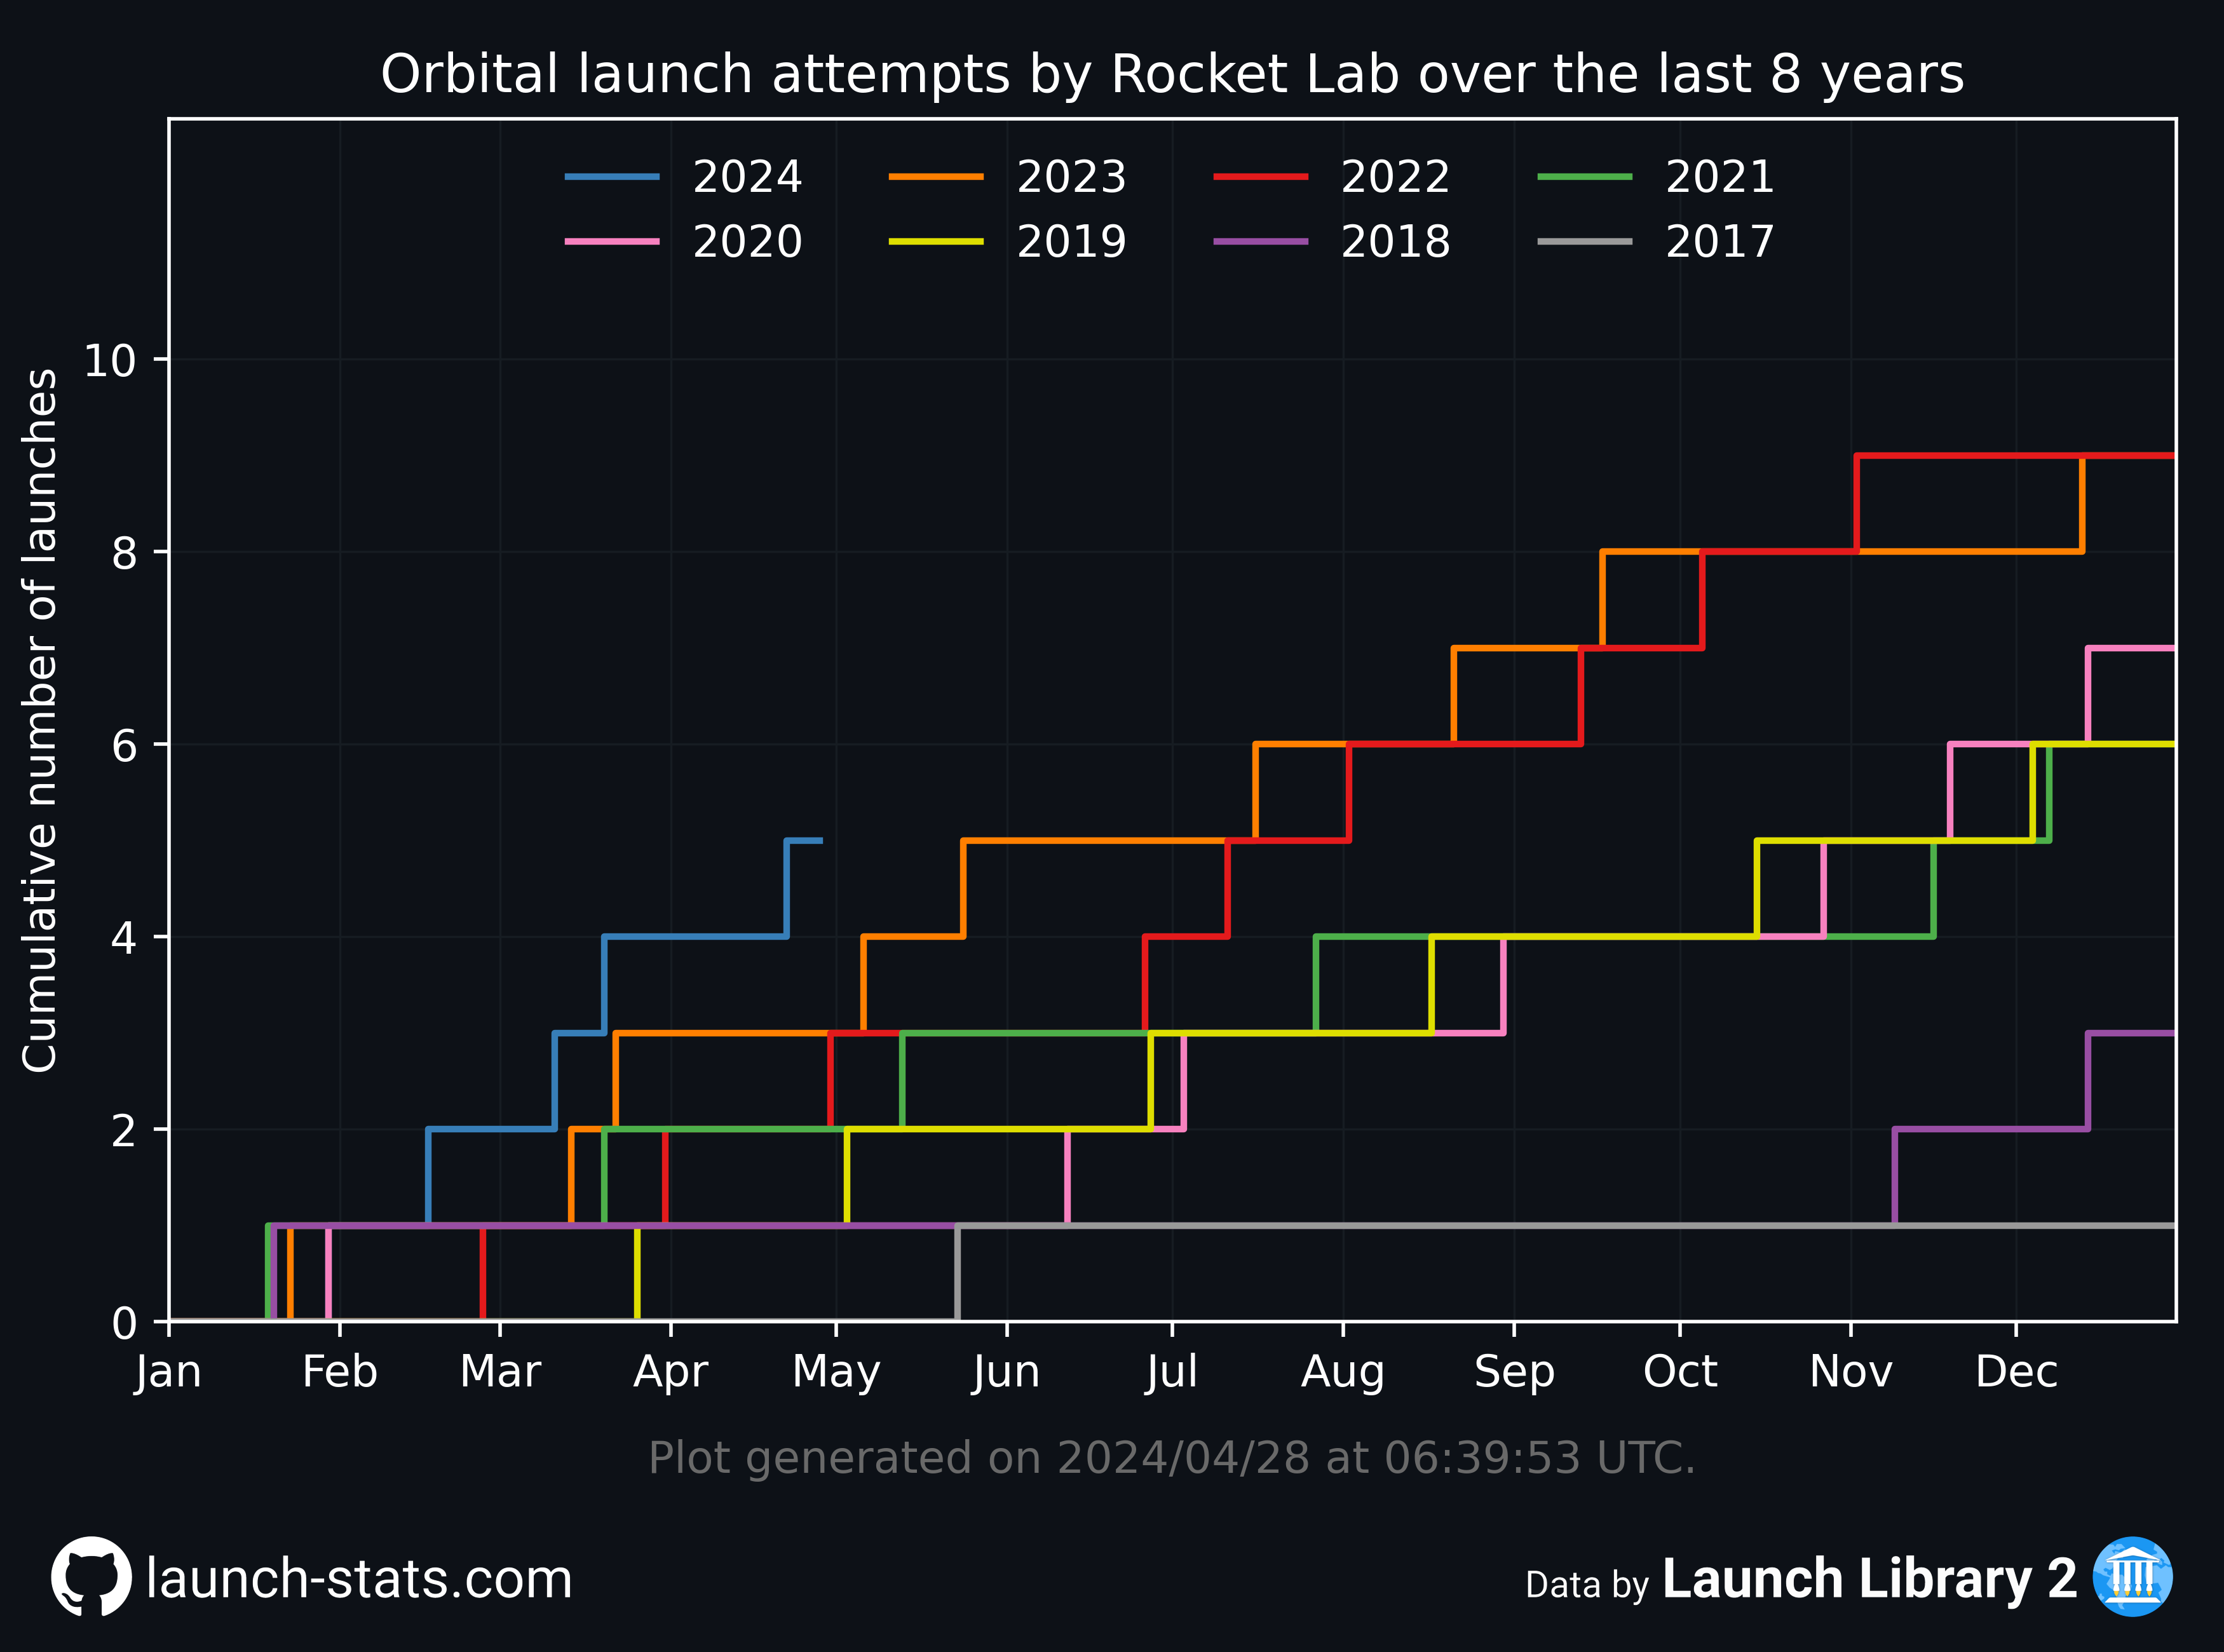 Orbital launch attempts by Rocket Lab over the last 8 years
2024 2023 2022 2021
2020 2019 2018 2017
Cumulative number of launches
10
8
6
4
2
0
Jan Feb Mar Apr May Jun Jul Aug Sep Oct Nov Dec
Plot generated on 2024/04/28 at 06:39:53 UTC.
launch-stats.com
Data by Launch Library 2